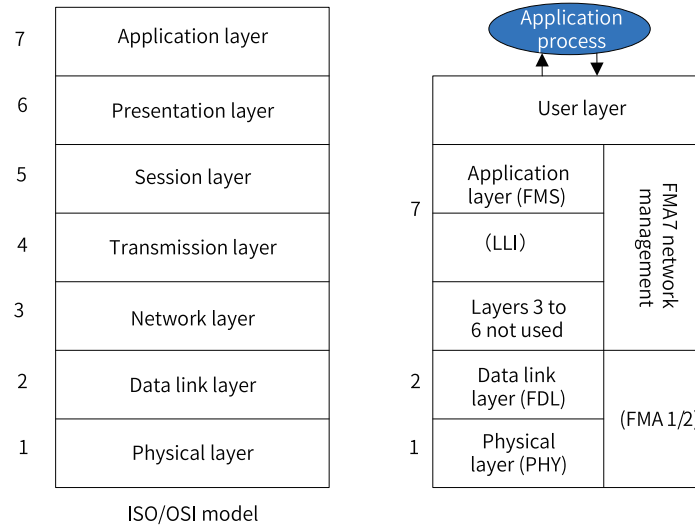 7
Application layer
6
Presentation layer
5
Session layer
4
Transmission layer
3
Network layer
2
Data link layer
1
Physical layer
ISO/OSI model
Application
process
User layer
7
Application
layer (FMS)
(LLI)
Layers 3 to
6 not used
FMA7 network
management
2
Data link
layer (FDL)
1
Physical
layer (PHY)
(FMA 1/2)